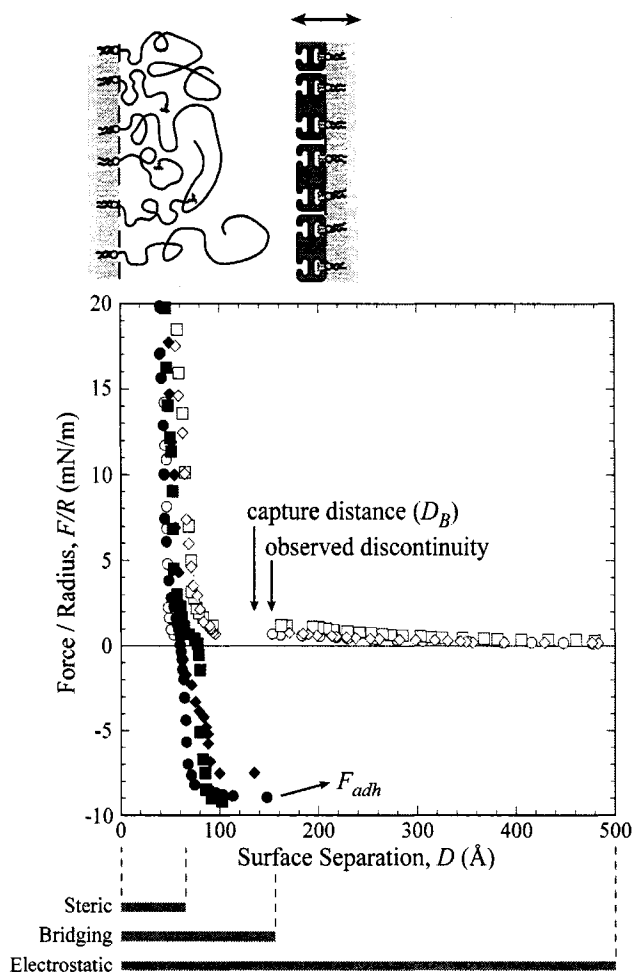 20
15
10
5
0
-5
-10
Force / Radius, F/R (mN/m)
capture distance (D_B)
observed discontinuity
F_adh
0
100
200
300
400
500
Surface Separation, D (Å)
Steric
Bridging
Electrostatic